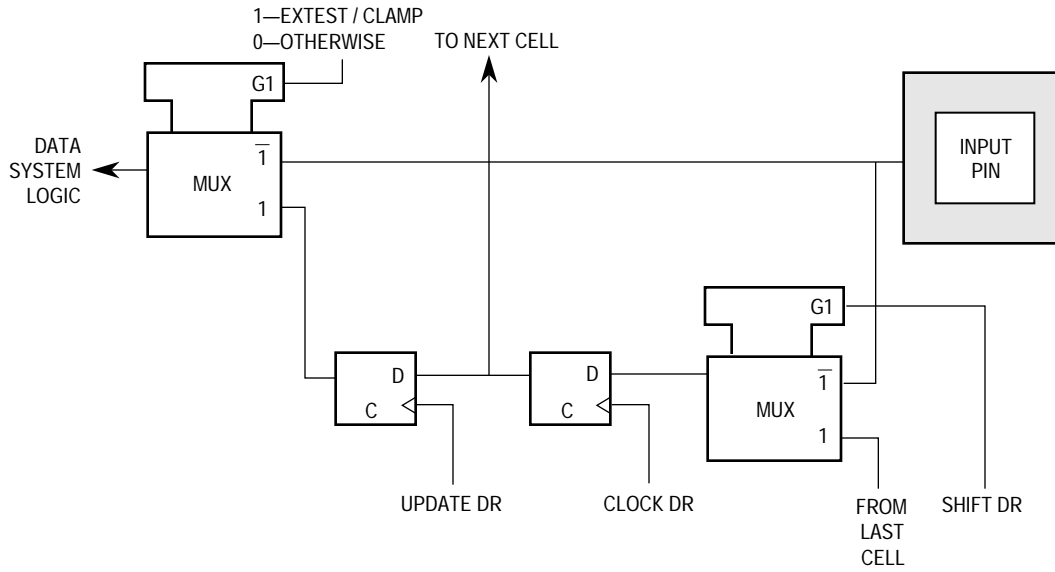 1—EXTEST / CLAMP
0—OTHERWISE
TO NEXT CELL
G1
DATA
SYSTEM
LOGIC
1
MUX
1
INPUT
PIN
G1
D
C
D
C
1
MUX
1
UPDATE DR
CLOCK DR
FROM
LAST
CELL
SHIFT DR